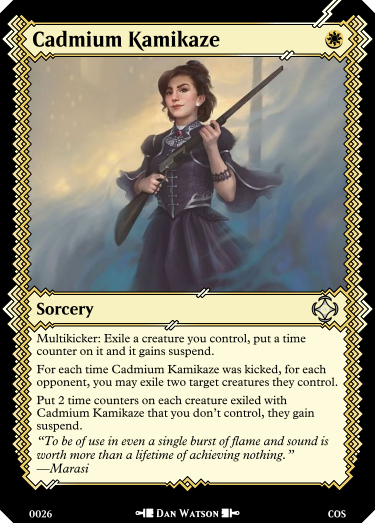 Cadmium Kamikaze
Sorcery
Multikicker: Exile a creature you control, put a time
counter on it and it gains suspend.
For each time Cadmium Kamikaze was kicked, for each
opponent, you may exile two target creatures they control.
Put 2 time counters on each creature exiled with
Cadmium Kamikaze that you don’t control, they gain
suspend.
“To be of use in even a single burst of flame and sound is
worth more than a lifetime of achieving nothing.”
—Marasi
0026 DAN WATSON COS